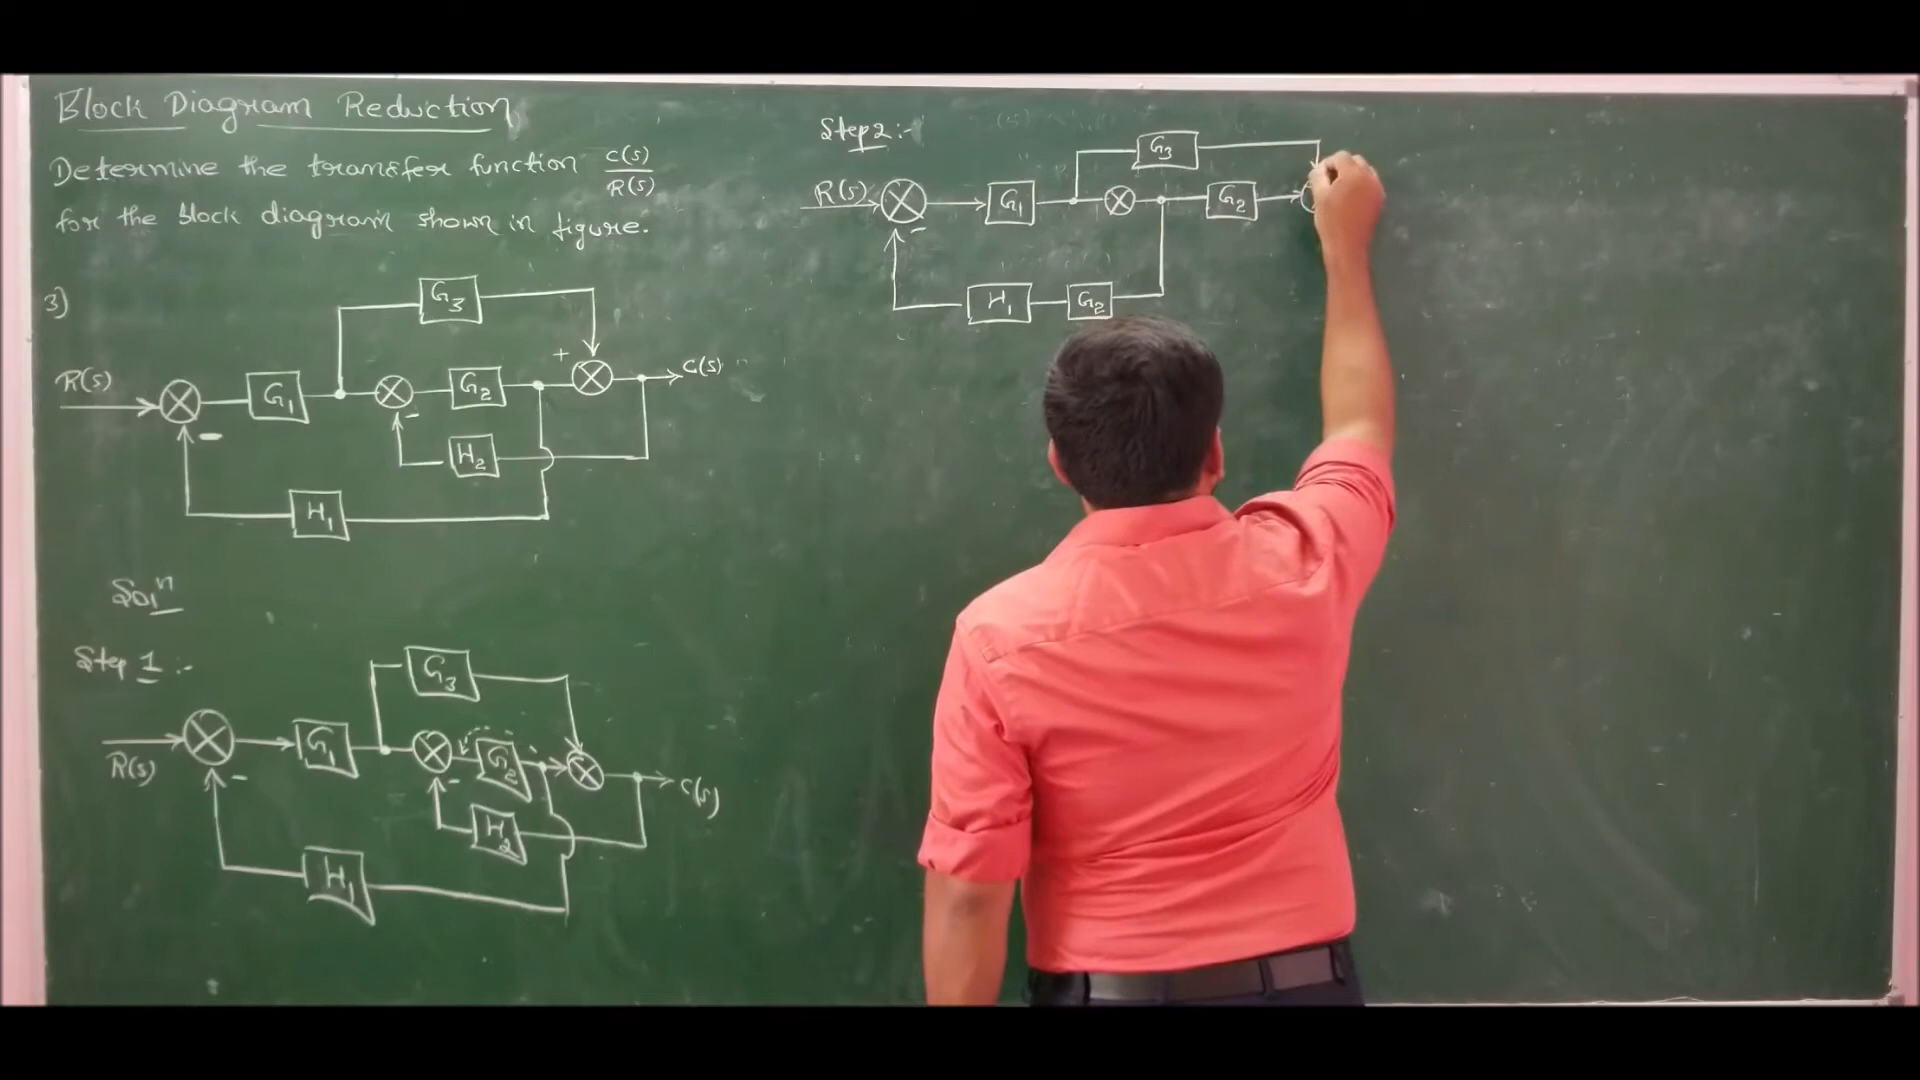 Block Diagram Reduction
Determine the transfer function C(s)/R(s)
for the block diagram shown in figure.
3)
G3
R(s)
G1
-
G2
+
C(s)
-
H2
H1
Soln
Step 1 :-
G3
R(s)
G1
-
G2
C(s)
-
H2
H1
Step 2 :-
G3
R(s)
G1
G2
-
H1
G2